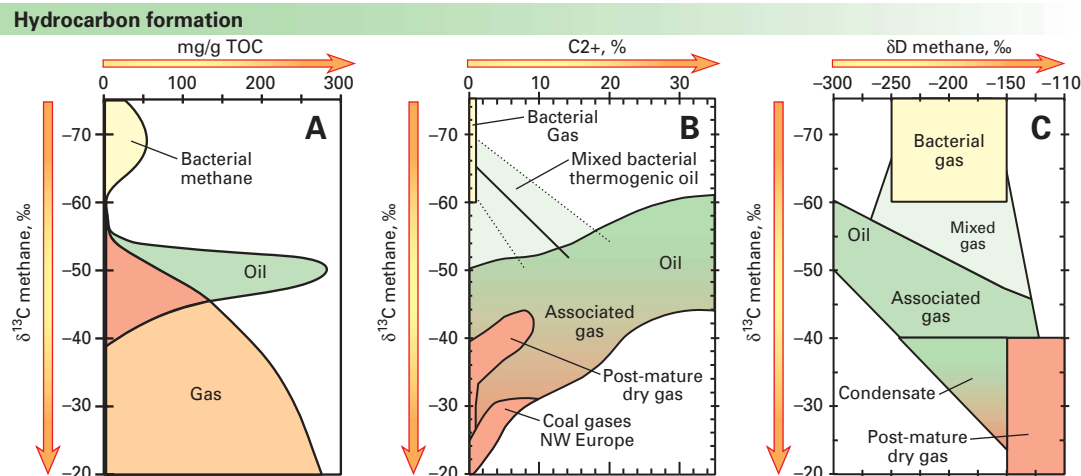 Hydrocarbon formation
mg/g TOC
0 100 200 300
A
–70
–60
–50
–40
–30
–20
δ13C methane, ‰
Bacterial
methane
Oil
Gas
C2+, %
0 10 20 30
B
–70
–60
–50
–40
–30
–20
δ13C methane, ‰
Bacterial
Gas
Mixed bacterial
thermogenic oil
Oil
Associated
gas
Post-mature
dry gas
Coal gases
NW Europe
δD methane, ‰
–300 –250 –200 –150 –110
C
–70
–60
–50
–40
–30
–20
δ13C methane, ‰
Bacterial
gas
Mixed
gas
Oil
Associated
gas
Condensate
Post-mature
dry gas